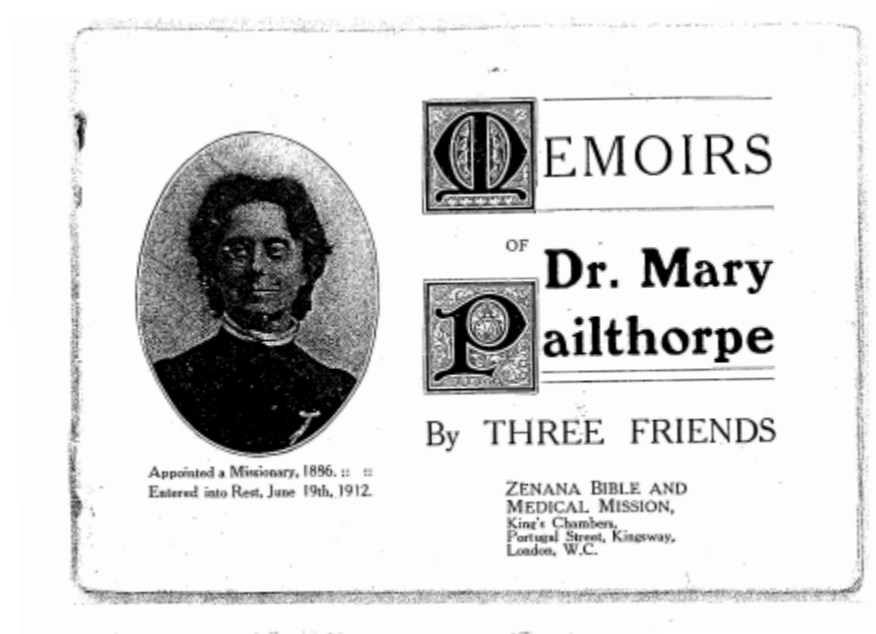 Appointed a Missionary, 1886. :: ::
Entered into Rest, June 19th, 1912.
MEMOIRS
OF
Dr. Mary
Pailthorpe
By THREE FRIENDS
ZENANA BIBLE AND
MEDICAL MISSION,
King's Chambers,
Portugal Street, Kingsway,
London, W.C.